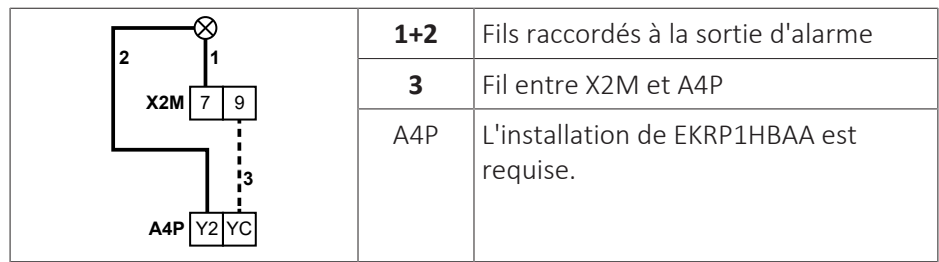 2
1
X2M 7 9
3
A4P Y2 YC
1+2 Fils raccordés à la sortie d'alarme
3 Fil entre X2M et A4P
A4P L'installation de EKRP1HBAA est
requise.